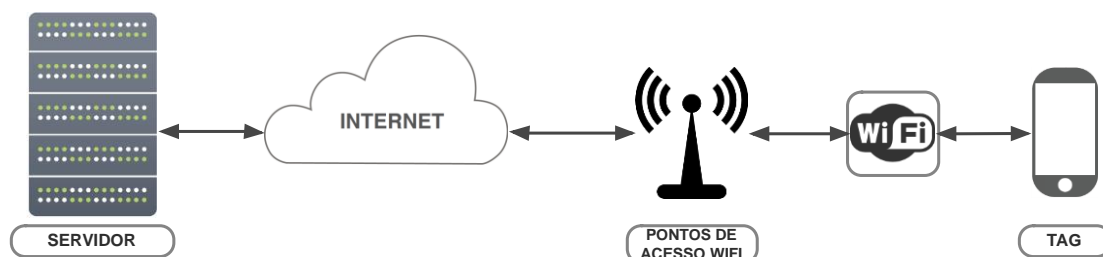 INTERNET
Wi Fi
SERVIDOR
PONTOS DE
ACESSO WIFI
TAG